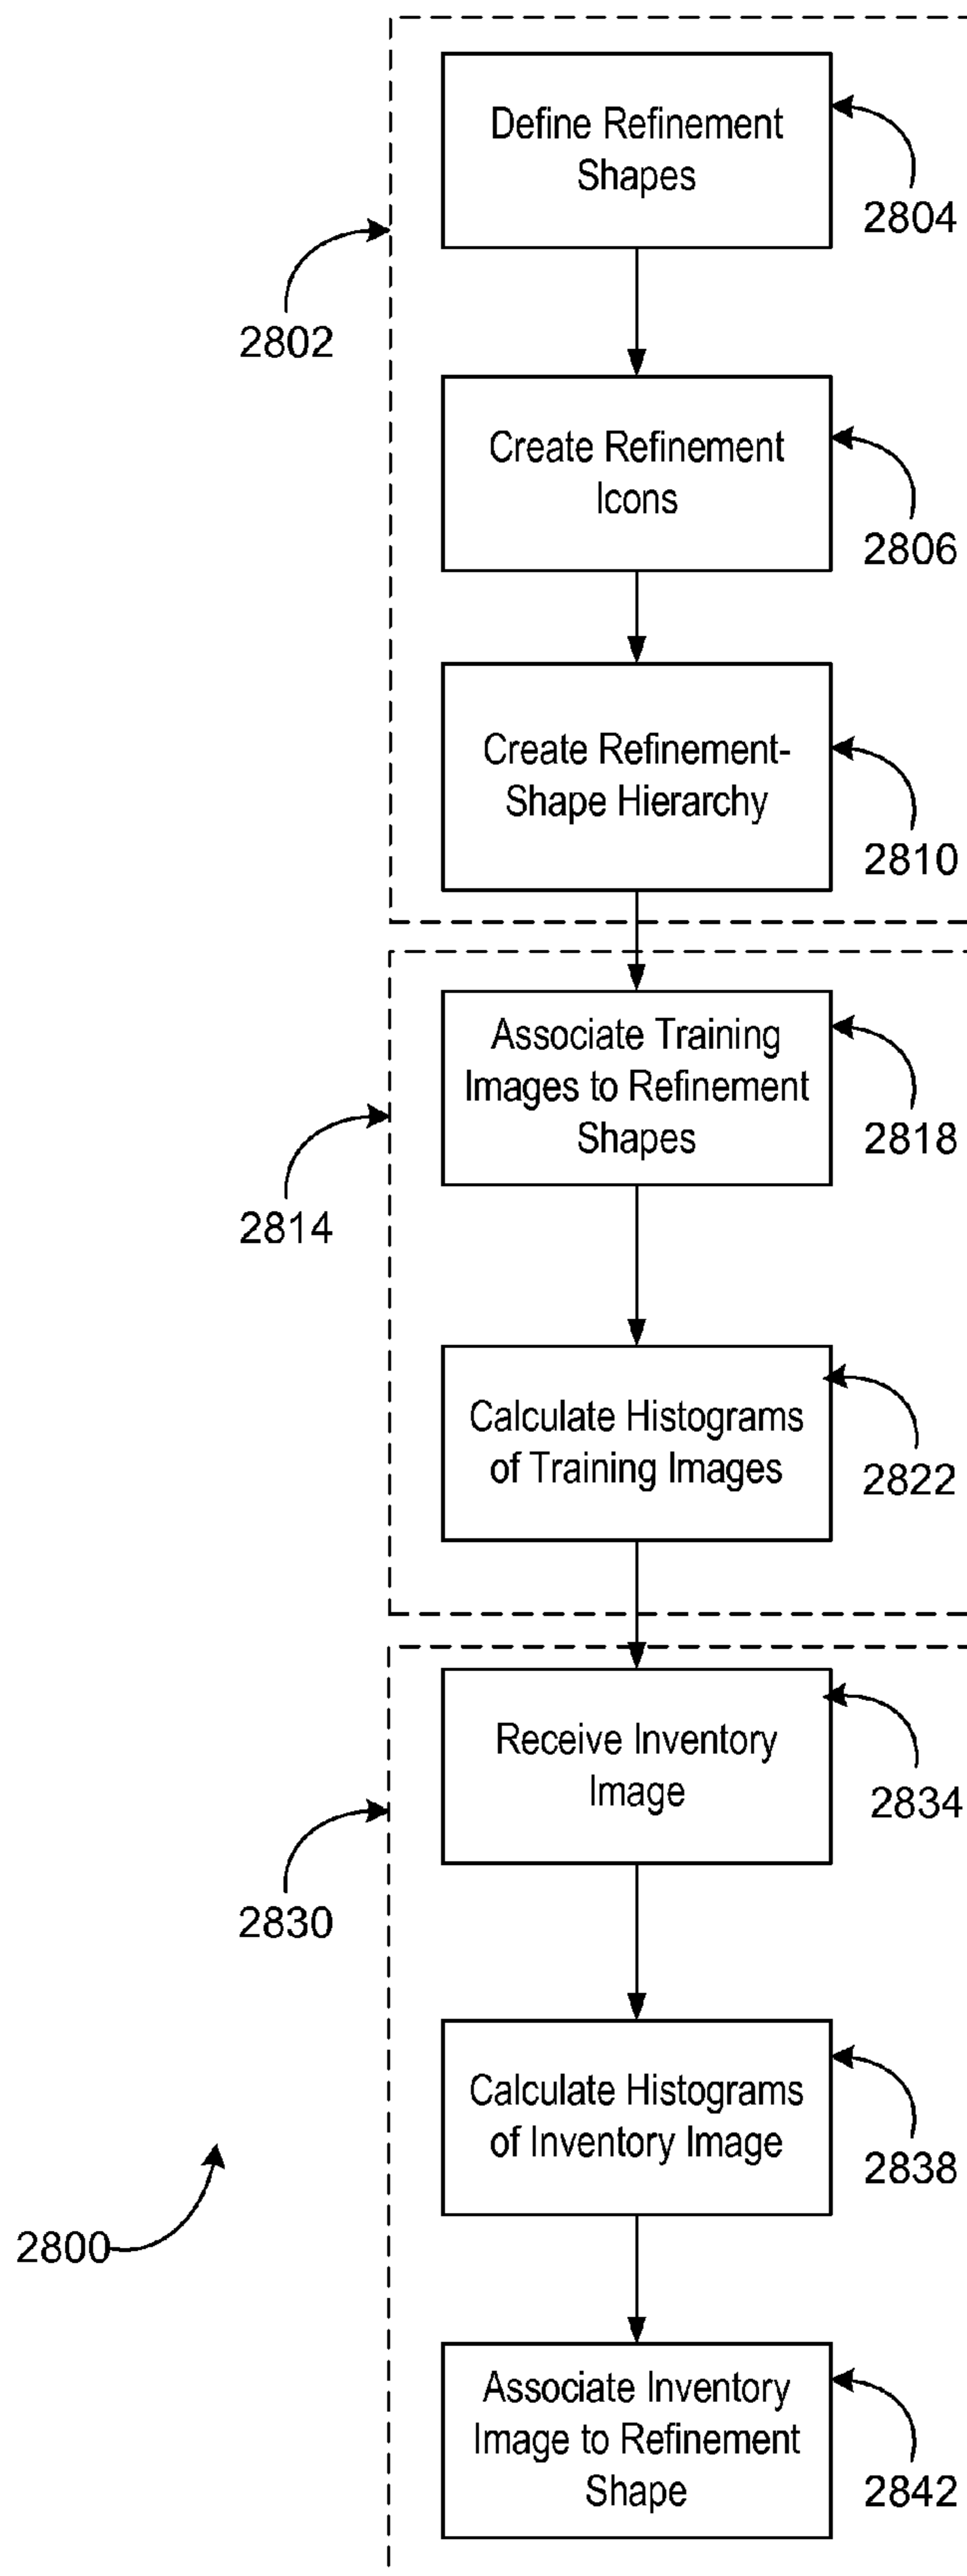 Define Refinement
Shapes
2804
2802
Create Refinement
Icons
2806
Create Refinement-
Shape Hierarchy
2810
Associate Training
Images to Refinement
Shapes
2818
2814
Calculate Histograms
of Training Images
2822
Receive Inventory
Image
2834
2830
Calculate Histograms
of Inventory Image
2838
2800
Associate Inventory
Image to Refinement
Shape
2842